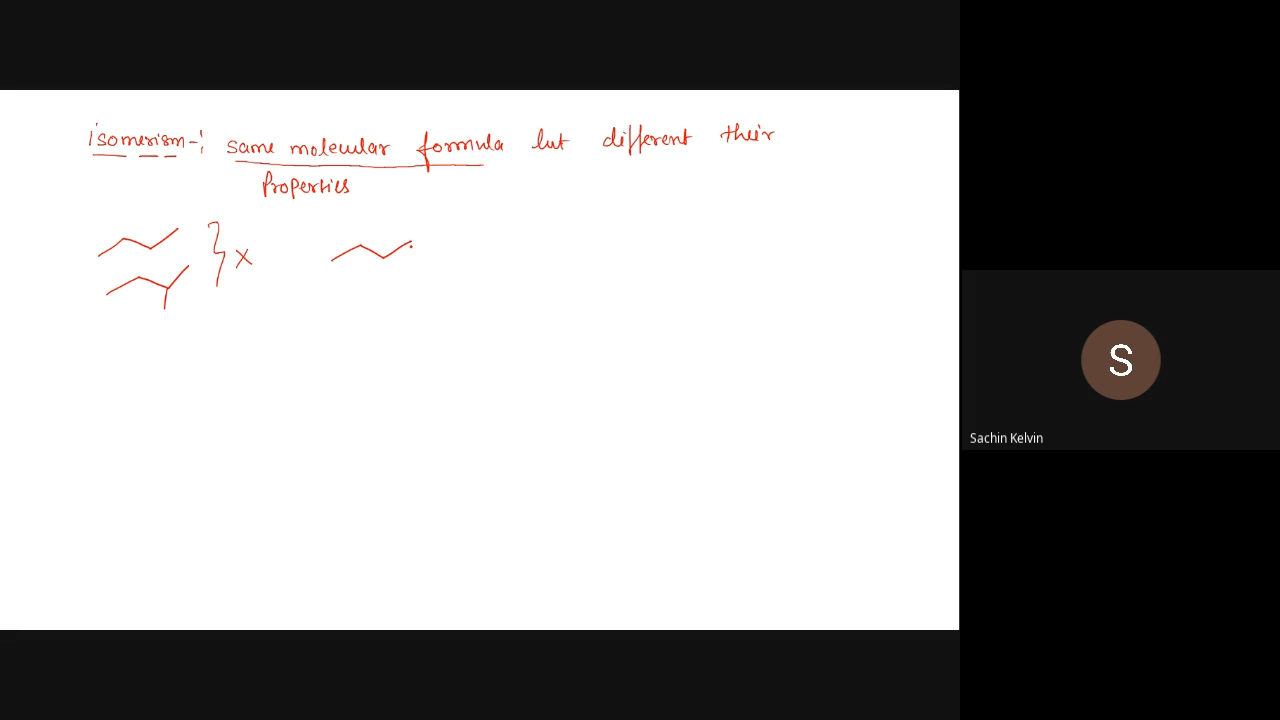 isomerism-: same molecular formula but different their
Properties
x
S
Sachin Kelvin